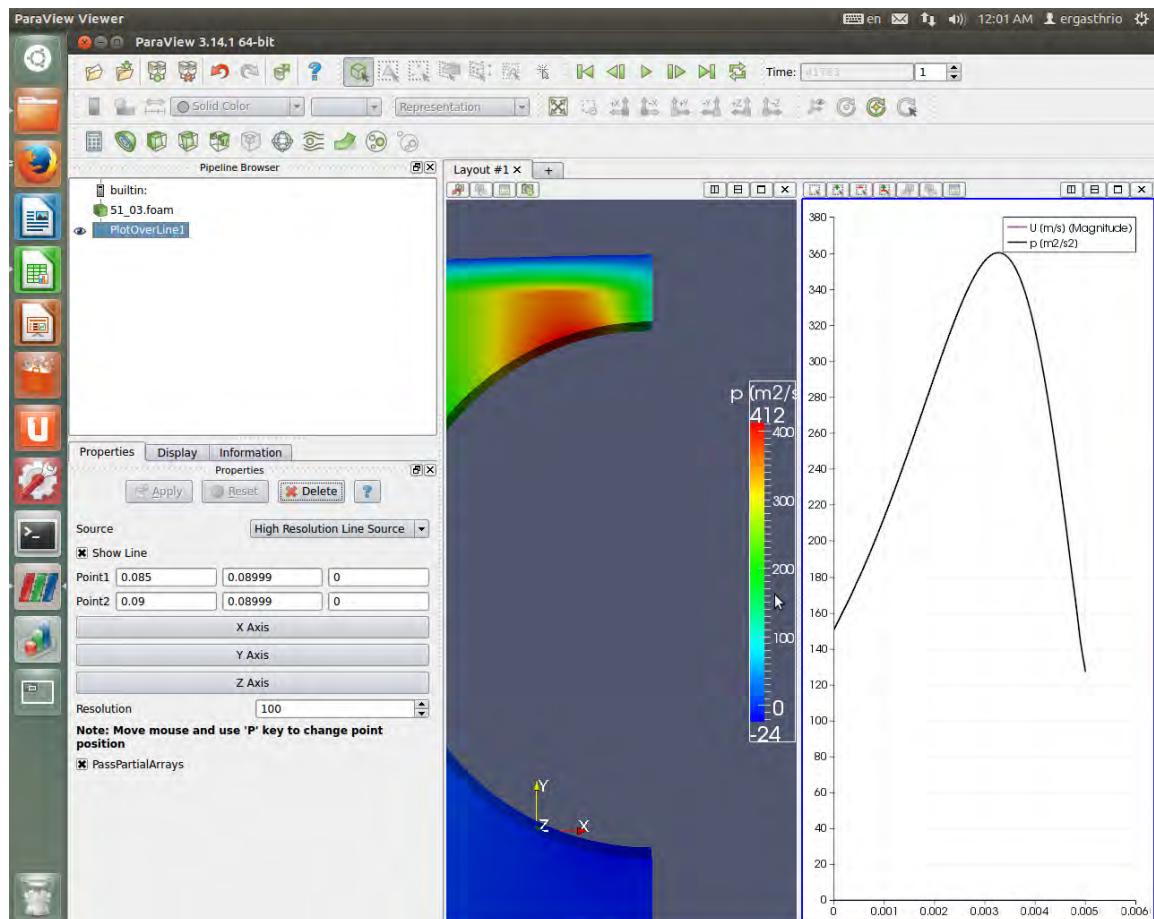 ParaView Viewer
en
12:01 AM
ergasthrio
ParaView 3.14.1 64-bit
Time:
41783
1
Solid Color
Representation
Pipeline Browser
builtin:
51_03.foam
PlotOverLine1
Properties
Display
Information
Properties
Apply
Reset
Delete
?
Source
High Resolution Line Source
Show Line
Point1
0.085
0.08999
0
Point2
0.09
0.08999
0
X Axis
Y Axis
Z Axis
Resolution
100
Note: Move mouse and use 'P' key to change point
position
PassPartialArrays
Layout #1
+
p (m2/s
412
400
300
200
100
0
-24
Y
Z
X
U (m/s) (Magnitude)
p (m2/s2)
380
360
340
320
300
280
260
240
220
200
180
160
140
120
100
80
60
40
20
0
0
0.001
0.002
0.003
0.004
0.005
0.006